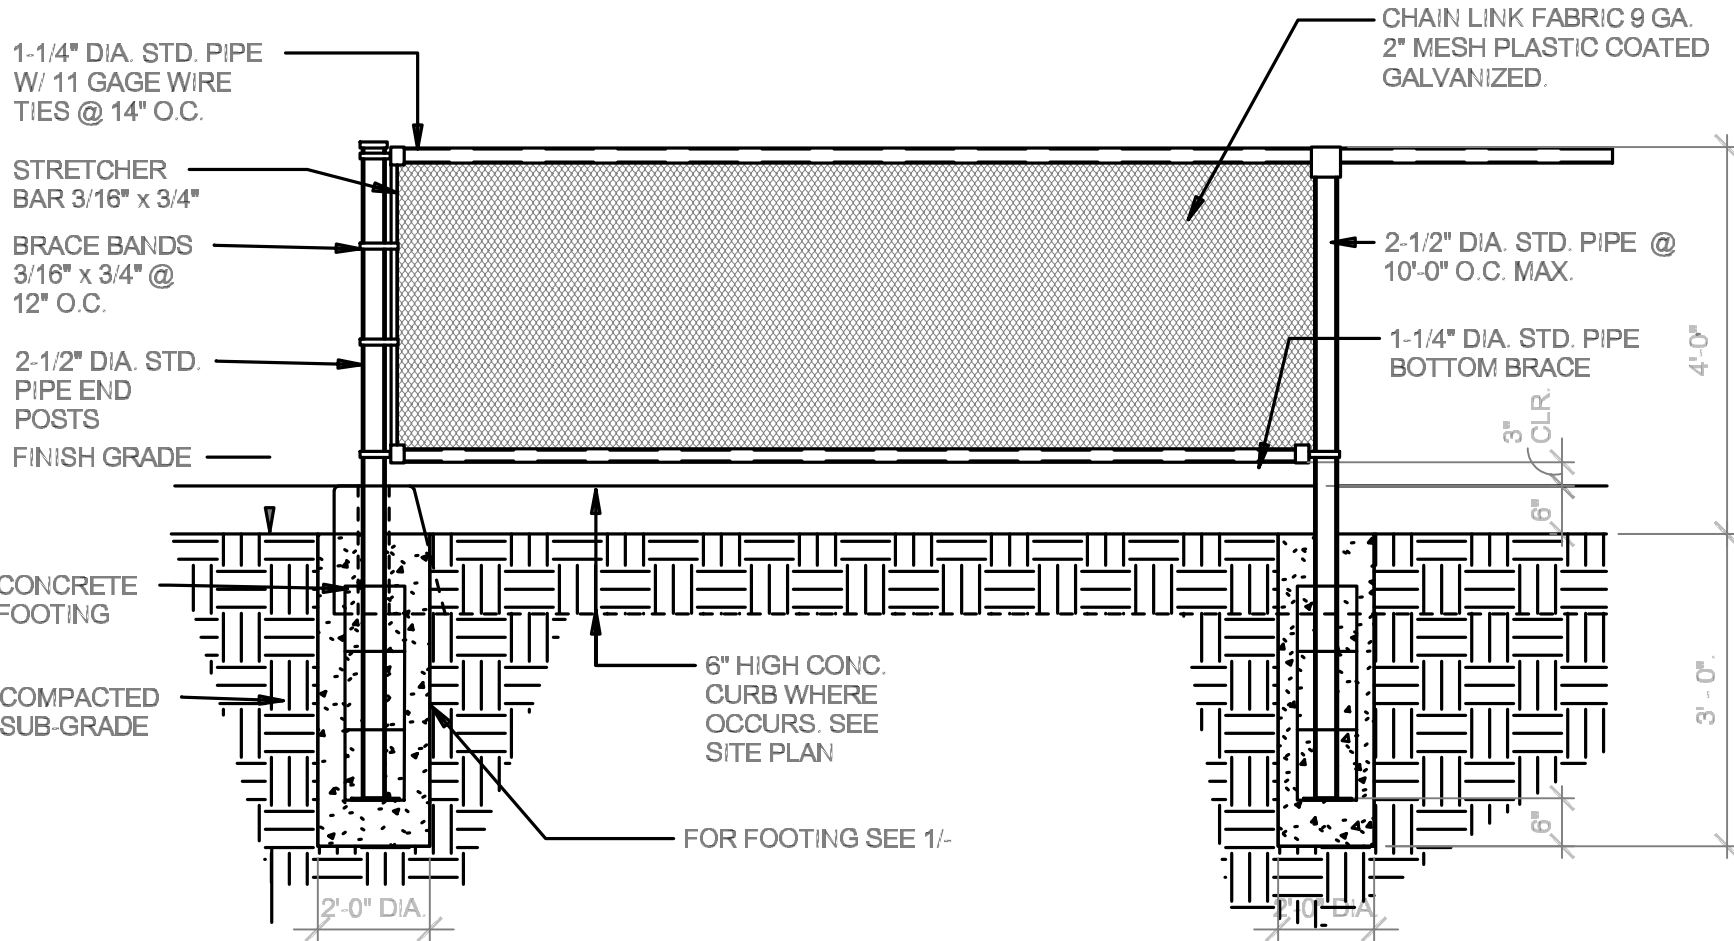 1-1/4" DIA. STD. PIPE
W/ 11 GAGE WIRE
TIES @ 14" O.C.
STRETCHER
BAR 3/16" x 3/4"
BRACE BANDS
3/16" x 3/4" @
12" O.C.
2-1/2" DIA. STD.
PIPE END
POSTS
FINISH GRADE
CONCRETE
FOOTING
COMPACTED
SUB-GRADE
2'-0" DIA.
6" HIGH CONC.
CURB WHERE
OCCURS. SEE
SITE PLAN
FOR FOOTING SEE 1/-
CHAIN LINK FABRIC 9 GA.
2" MESH PLASTIC COATED
GALVANIZED.
2-1/2" DIA. STD. PIPE @
10'-0" O.C. MAX.
1-1/4" DIA. STD. PIPE
BOTTOM BRACE
3"
CLR.
6"
4'-0"
3'-0".
6"
2'-0" DIA.